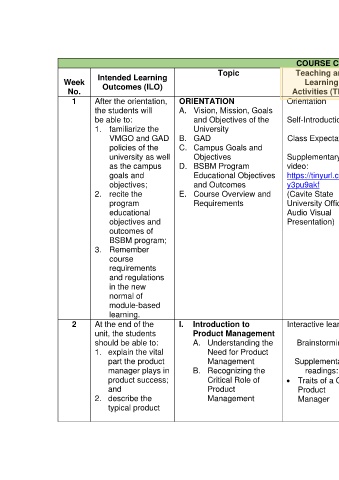 COURSE C
Week
No.
Intended Learning
Outcomes (ILO)
Topic
Teaching a
Learning
Activities (T
1
After the orientation,
the students will
be able to:
1. familiarize the
VMGO and GAD
policies of the
university as well
as the campus
goals and
objectives;
2. recite the
program
educational
objectives and
outcomes of
BSBM program;
3. Remember
course
requirements
and regulations
in the new
normal of
module-based
learning.
ORIENTATION
A. Vision, Mission, Goals
and Objectives of the
University
B. GAD
C. Campus Goals and
Objectives
D. BSBM Program
Educational Objectives
and Outcomes
E. Course Overview and
Requirements
Orientation
Self-Introducti
Class Expecta
Supplementary
video:
https://tinyurl.c
y3pu9akf
(Cavite State
University Offic
Audio Visual
Presentation)
2
At the end of the
unit, the students
should be able to:
1. explain the vital
part the product
manager plays in
product success;
and
2. describe the
typical product
I. Introduction to
Product Management
A. Understanding the
Need for Product
Management
B. Recognizing the
Critical Role of
Product
Management
Interactive lear
Brainstormin
Supplementa
readings:
• Traits of a G
Product
Manager